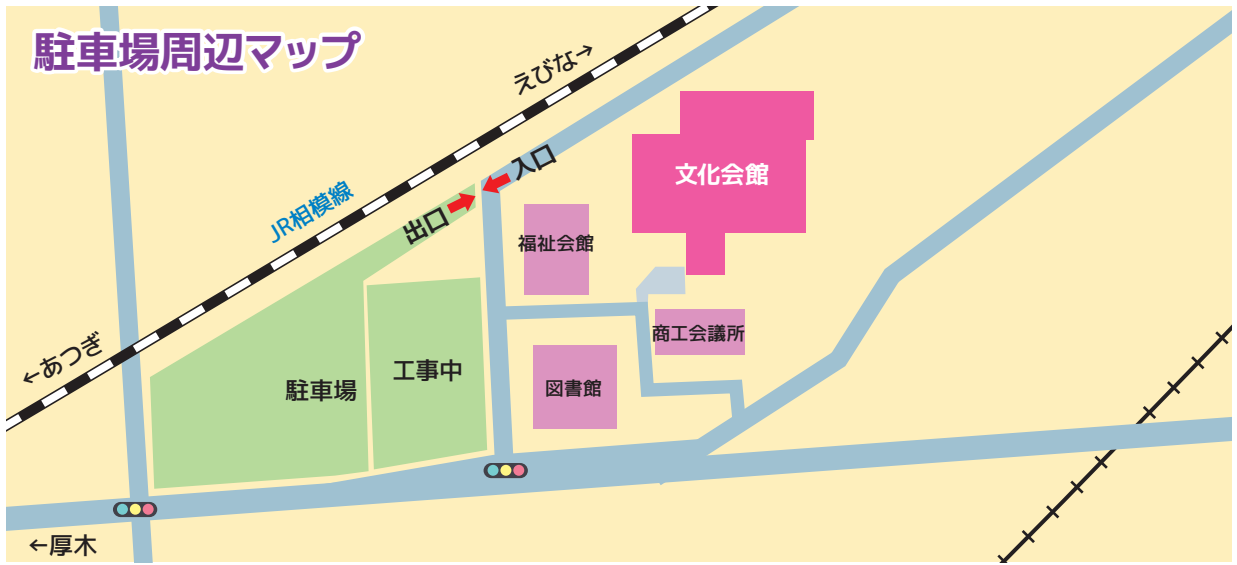 駐車場周辺マップ
えびな→
入口
文化会館
JR相模線
出口
福祉会館
商工会議所
←あつぎ
工事中
駐車場
図書館
←厚木